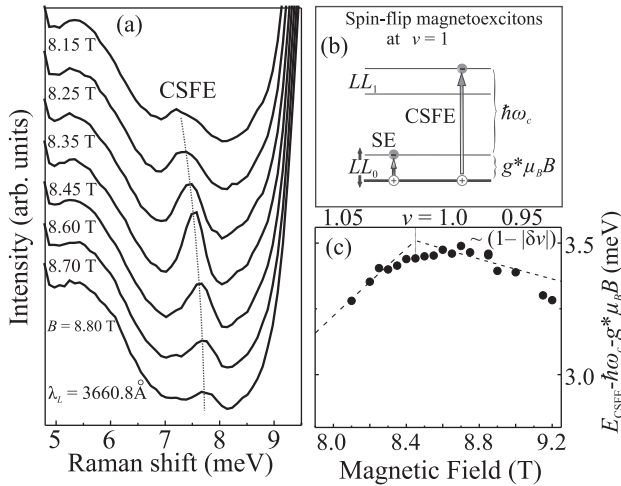 (a)
8.15 T
8.25 T
8.35 T
8.45 T
8.60 T
8.70 T
B = 8.80 T
λL = 3660.8Å
CSFE
Intensity (arb. units)
5 6 7 8 9
Raman shift (meV)
(b)
Spin-flip magnetoexcitons
at ν = 1
LL1
CSFE
ħωc
SE
LL0
g*μBB
1.05 ν = 1.0 0.95
(c)
~ (1– |δν|)
3.5
3.0
ECSFE-ħωc-g*μBB (meV)
8.0 8.4 8.8 9.2
Magnetic Field (T)